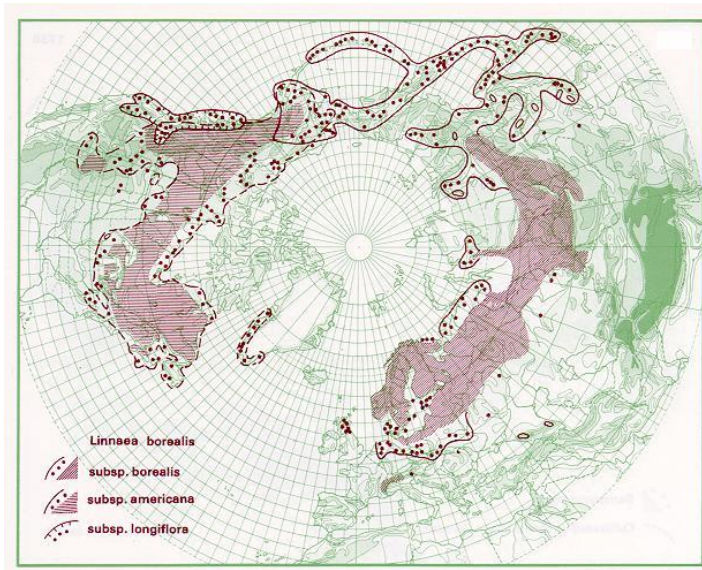 Linnaea borealis
subsp. borealis
subsp. americana
subsp. longiflora